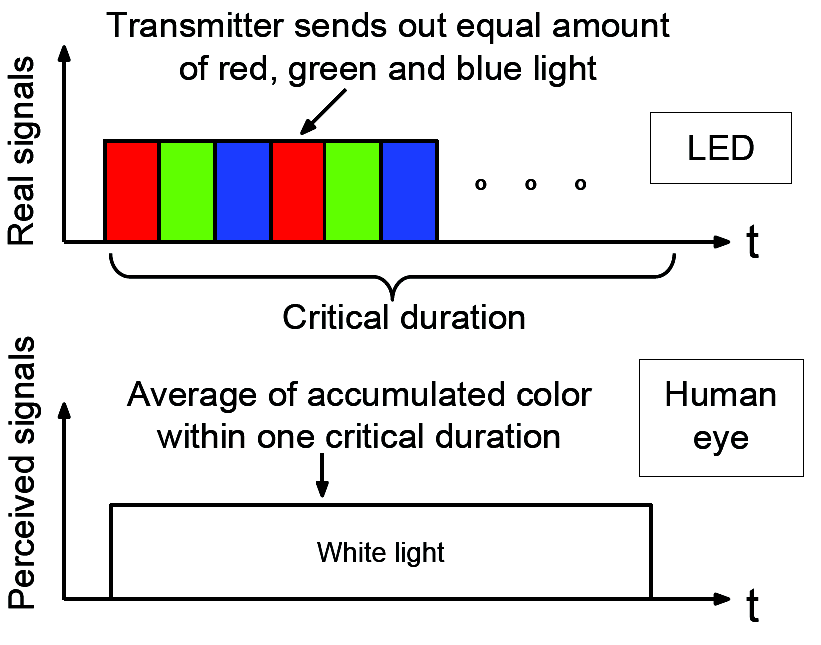 Transmitter sends out equal amount
of red, green and blue light
Real signals
LED
o o o
t
Critical duration
Perceived signals
Average of accumulated color
within one critical duration
Human
eye
White light
t